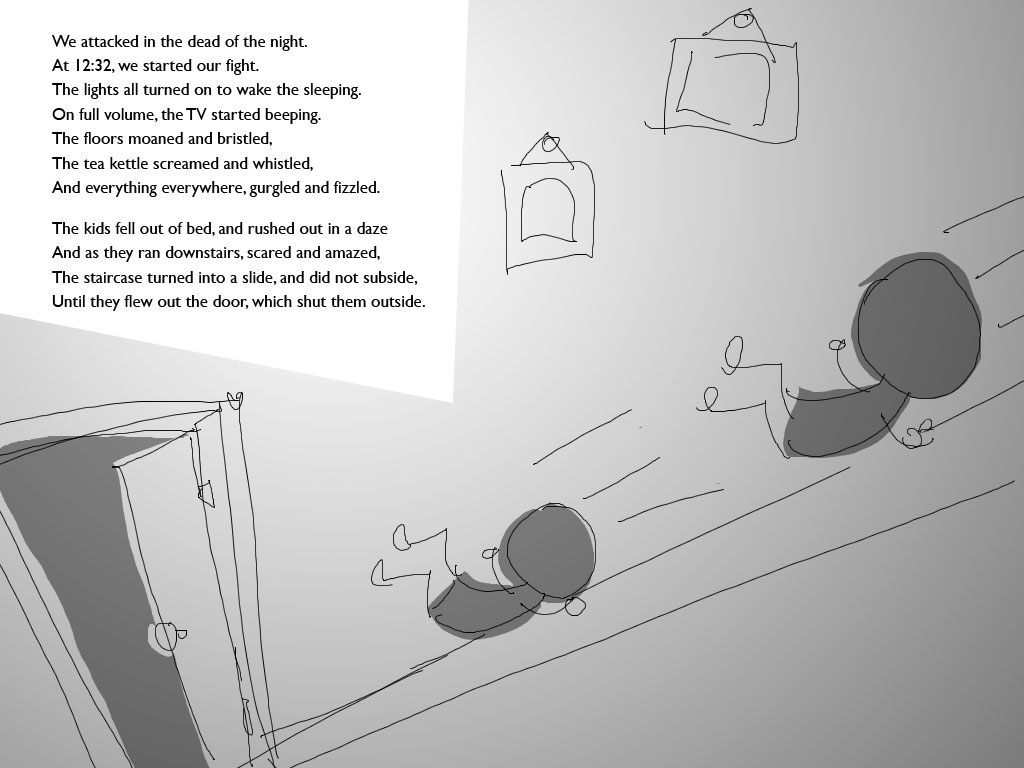 We attacked in the dead of the night.
At 12:32, we started our fight.
The lights all turned on to wake the sleeping.
On full volume, the TV started beeping.
The floors moaned and bristled,
The tea kettle screamed and whistled,
And everything everywhere, gurgled and fizzled.
The kids fell out of bed, and rushed out in a daze
And as they ran downstairs, scared and amazed,
The staircase turned into a slide, and did not subside,
Until they flew out the door, which shut them outside.